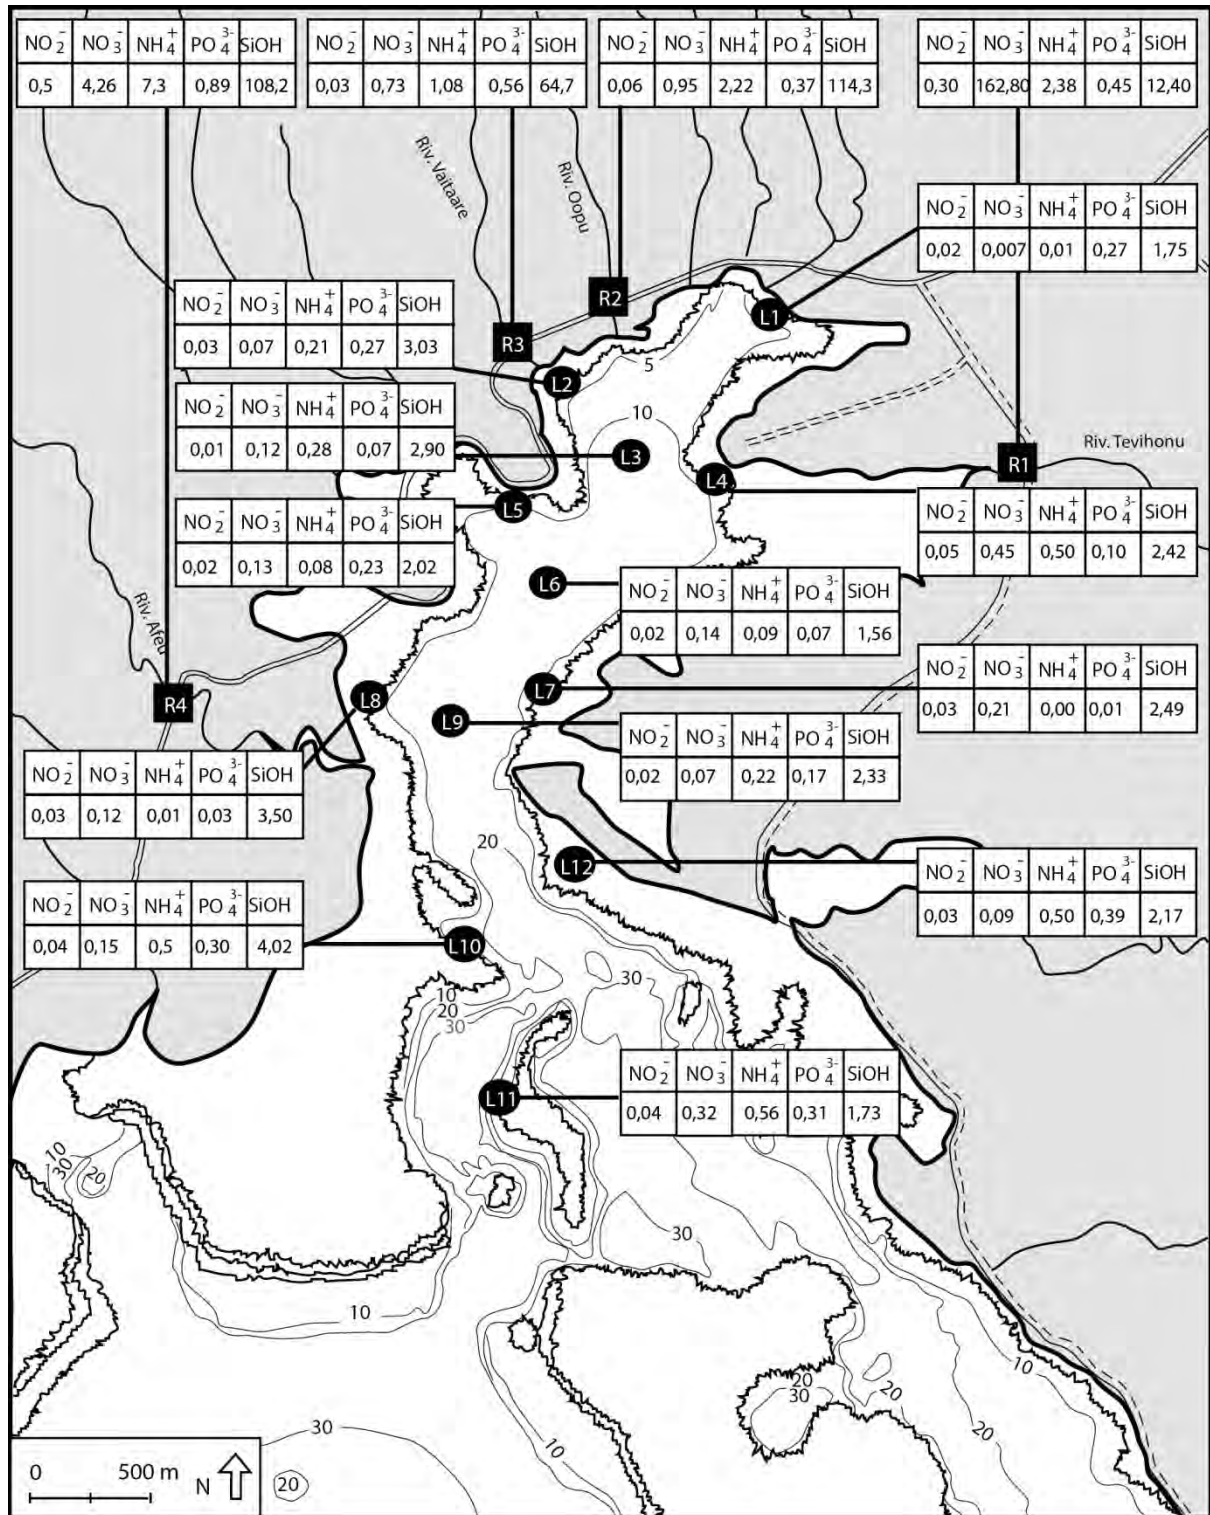 NO2- NO3- NH4+ PO43- SiOH
0,5 4,26 7,3 0,89 108,2
NO2- NO3- NH4+ PO43- SiOH
0,03 0,73 1,08 0,56 64,7
NO2- NO3- NH4+ PO43- SiOH
0,06 0,95 2,22 0,37 114,3
NO2- NO3- NH4+ PO43- SiOH
0,30 162,80 2,38 0,45 12,40
Riv. Vaitaare
Riv. Oopu
NO2- NO3- NH4+ PO43- SiOH
0,02 0,007 0,01 0,27 1,75
R2
L1
R3
NO2- NO3- NH4+ PO43- SiOH
0,03 0,07 0,21 0,27 3,03
5
L2
10
NO2- NO3- NH4+ PO43- SiOH
0,01 0,12 0,28 0,07 2,90
L3
L4
Riv. Tevihonu
R1
L5
NO2- NO3- NH4+ PO43- SiOH
0,02 0,13 0,08 0,23 2,02
NO2- NO3- NH4+ PO43- SiOH
0,05 0,45 0,50 0,10 2,42
L6
NO2- NO3- NH4+ PO43- SiOH
0,02 0,14 0,09 0,07 1,56
Riv. Afeu
R4
L8
L7
NO2- NO3- NH4+ PO43- SiOH
0,03 0,21 0,00 0,01 2,49
L9
NO2- NO3- NH4+ PO43- SiOH
0,02 0,07 0,22 0,17 2,33
NO2- NO3- NH4+ PO43- SiOH
0,03 0,12 0,01 0,03 3,50
20
L12
NO2- NO3- NH4+ PO43- SiOH
0,03 0,09 0,50 0,39 2,17
NO2- NO3- NH4+ PO43- SiOH
0,04 0,15 0,5 0,30 4,02
L10
30
10
20
30
L11
NO2- NO3- NH4+ PO43- SiOH
0,04 0,32 0,56 0,31 1,73
10
30
20
30
10
10
20
30
20
20
10
30
20
0 500 m
N